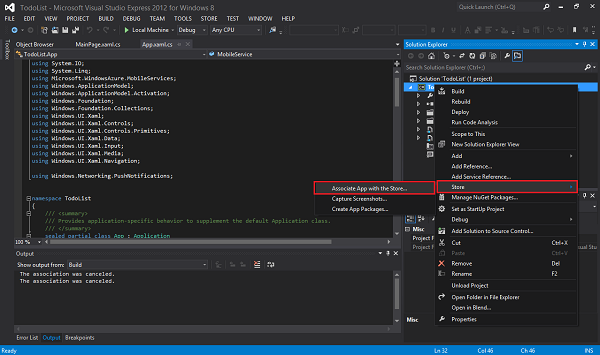 TodoList - Microsoft Visual Studio Express 2012 for Windows 8
Quick Launch (Ctrl+Q)
FILE EDIT VIEW PROJECT BUILD DEBUG TEAM TOOLS STORE TEST WINDOW HELP
Local Machine Debug Any CPU
Toolbox
Object Browser MainPage.xaml.cs App.xaml.cs
TodoList.App MobileService
using System.IO;
using System.Linq;
using Microsoft.WindowsAzure.MobileServices;
using Windows.ApplicationModel;
using Windows.ApplicationModel.Activation;
using Windows.Foundation;
using Windows.Foundation.Collections;
using Windows.UI.Xaml;
using Windows.UI.Xaml.Controls;
using Windows.UI.Xaml.Controls.Primitives;
using Windows.UI.Xaml.Data;
using Windows.UI.Xaml.Input;
using Windows.UI.Xaml.Media;
using Windows.UI.Xaml.Navigation;
using Windows.Networking.PushNotifications;
namespace TodoList
{
/// <summary>
/// Provides application-specific behavior to supplement the default Application class.
/// </summary>
sealed partial class App : Application
100 %
Output
Show output from: Build
The association was canceled.
The association was canceled.
Error List Output Breakpoints
Solution Explorer
Search Solution Explorer (Ctrl+;)
Solution 'TodoList' (1 project)
Build
Rebuild
Deploy
Run Code Analysis
Scope to This
New Solution Explorer View
Add
Add Reference...
Add Service Reference...
Store
Associate App with the Store...
Capture Screenshots...
Create App Packages...
Manage NuGet Packages...
Set as StartUp Project
Debug
Add Solution to Source Control...
Cut Ctrl+X
Paste Ctrl+V
Remove Del
Rename F2
Unload Project
Open Folder in File Explorer
Open in Blend...
Properties
Misc
Project F
Project F
Misc
Ln 32 Col 46 Ch 46 INS